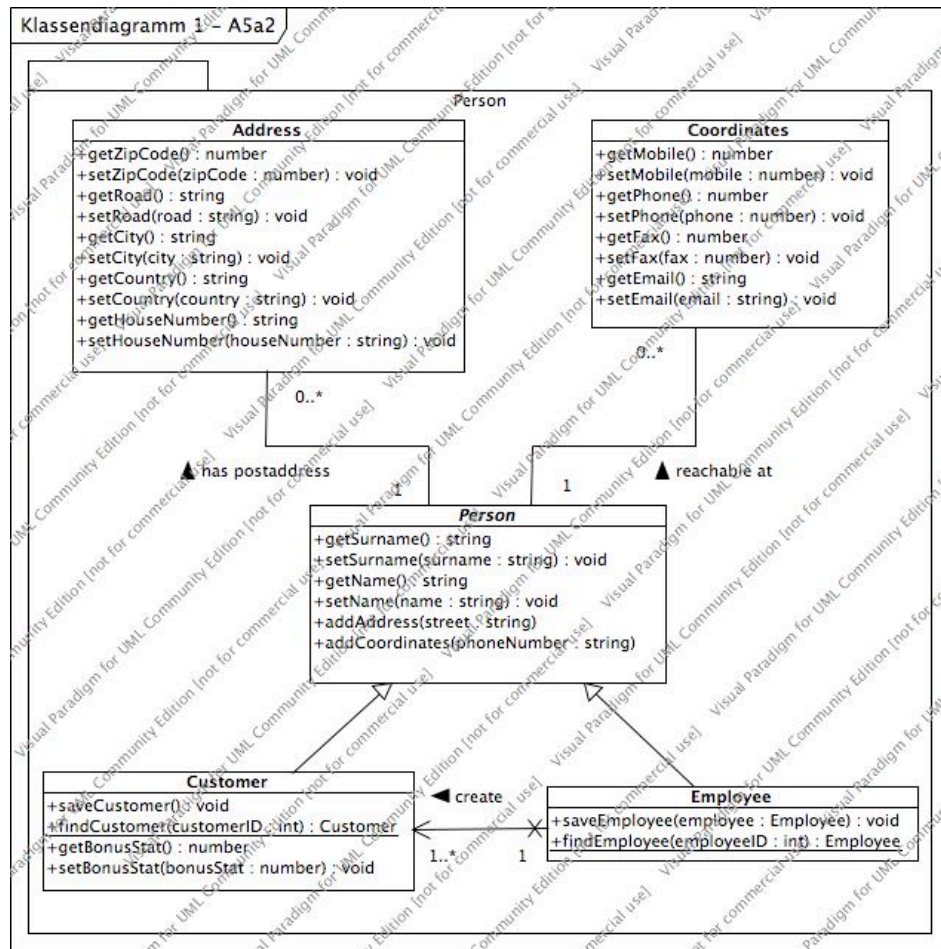 Klassendiagramm 1 - A5a2
Person
Address
+getZipCode() : number
+setZipCode(zipCode : number) : void
+getRoad() : string
+setRoad(road : string) : void
+getCity() : string
+setCity(city : string) : void
+getCountry() : string
+setCountry(country : string) : void
+getHouseNumber() : string
+setHouseNumber(houseNumber : string) : void
Coordinates
+getMobile() : number
+setMobile(mobile : number) : void
+getPhone() : number
+setPhone(phone : number) : void
+getFax() : number
+setFax(fax : number) : void
+getEmail() : string
+setEmail(email : string) : void
0..*
0..*
has postaddress
reachable at
1
1
Person
+getSurname() : string
+setSurname(surname : string) : void
+getName() : string
+setName(name : string) : void
+addAddress(street : string)
+addCoordinates(phoneNumber : string)
Customer
+saveCustomer() : void
+findCustomer(customerID : int) : Customer
+getBonusStat() : number
+setBonusStat(bonusStat : number) : void
create
1..*
1
Employee
+saveEmployee(employee : Employee) : void
+findEmployee(employeeID : int) : Employee
Visual Paradigm for UML Community Edition [not for commercial use]